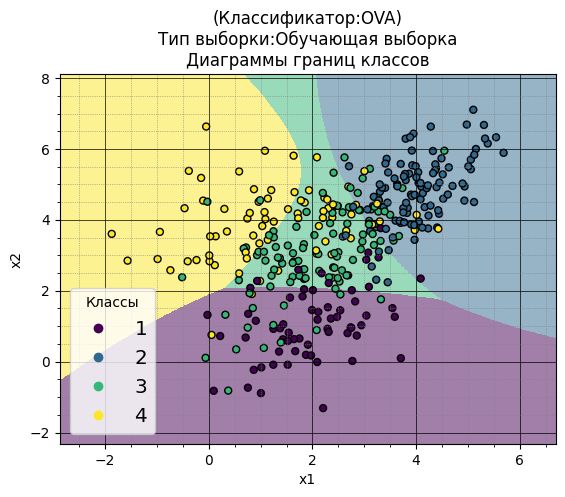 (Классификатор:OVA)
Тип выборки:Обучающая выборка
Диаграммы границ классов
8
6
4
2
0
−2
x2
Классы
1
2
3
4
−2
0
2
4
6
x1